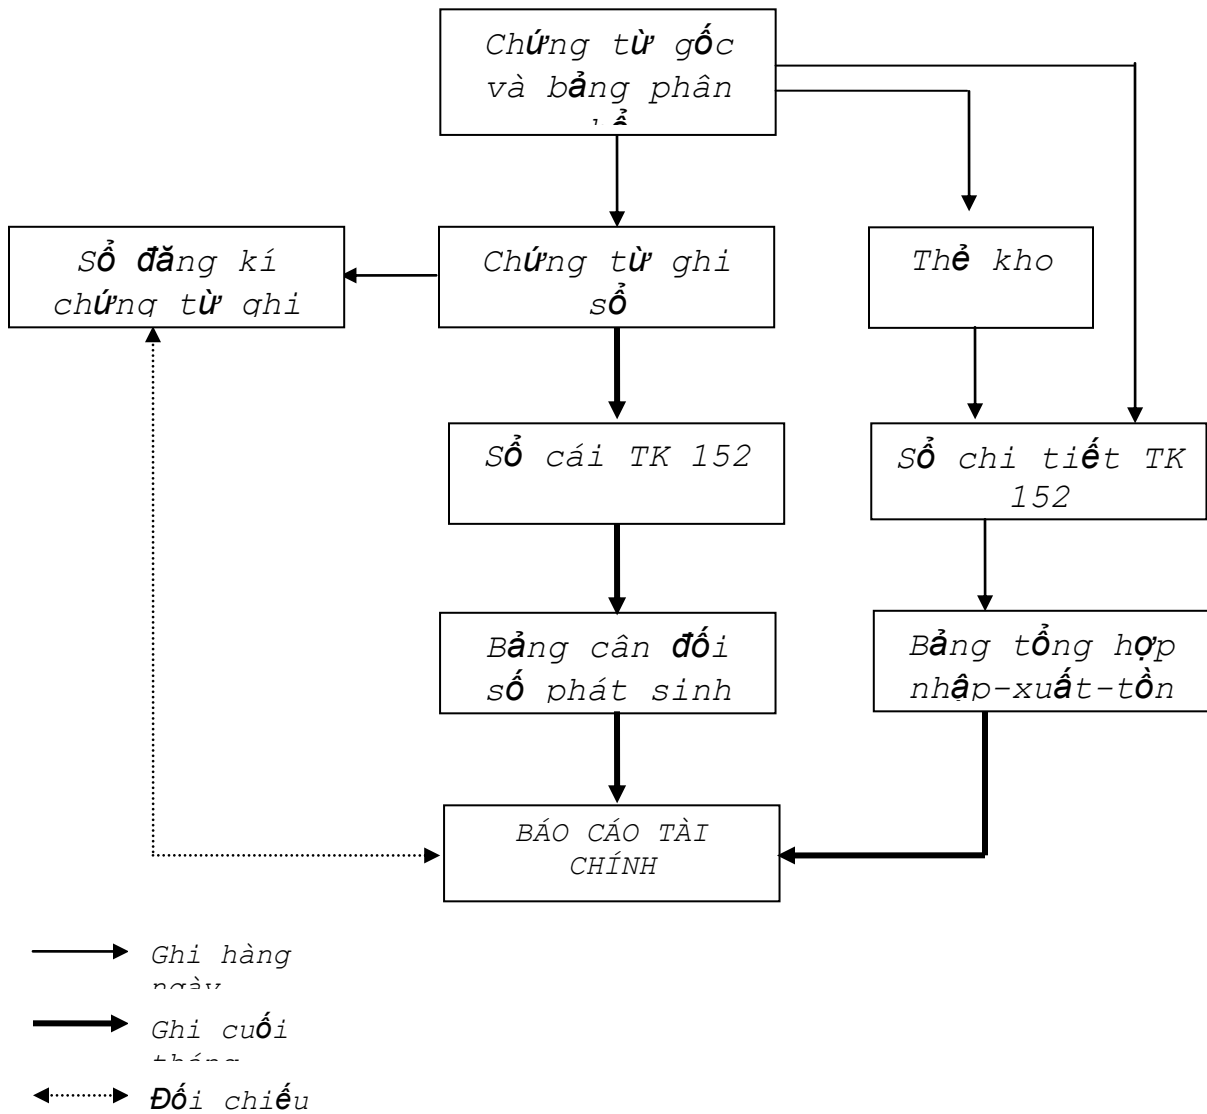 Chứng từ gốc
và bảng phân
Sổ đăng kí
chứng từ ghi
Chứng từ ghi
sổ
Thẻ kho
Sổ cái TK 152
Sổ chi tiết TK
152
Bảng cân đối
số phát sinh
Bảng tổng hợp
nhập-xuất-tồn
BÁO CÁO TÀI
CHÍNH
Ghi hàng
ngày
Ghi cuối
tháng
Đối chiếu